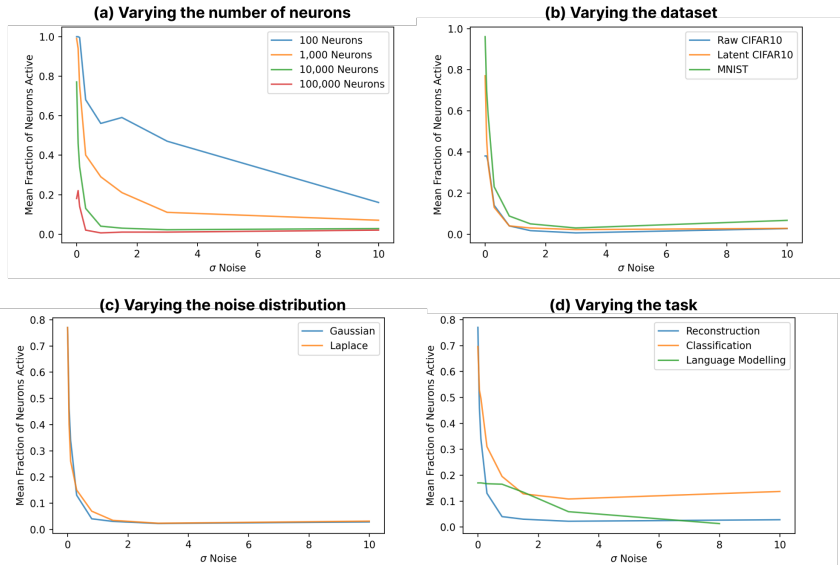 (a) Varying the number of neurons
Mean Fraction of Neurons Active
1.0
0.8
0.6
0.4
0.2
0.0
100 Neurons
1,000 Neurons
10,000 Neurons
100,000 Neurons
0 2 4 6 8 10
σ Noise
(b) Varying the dataset
Mean Fraction of Neurons Active
1.0
0.8
0.6
0.4
0.2
0.0
Raw CIFAR10
Latent CIFAR10
MNIST
0 2 4 6 8 10
σ Noise
(c) Varying the noise distribution
Mean Fraction of Neurons Active
0.8
0.7
0.6
0.5
0.4
0.3
0.2
0.1
0.0
Gaussian
Laplace
0 2 4 6 8 10
σ Noise
(d) Varying the task
Mean Fraction of Neurons Active
0.8
0.7
0.6
0.5
0.4
0.3
0.2
0.1
0.0
Reconstruction
Classification
Language Modelling
0 2 4 6 8 10
σ Noise